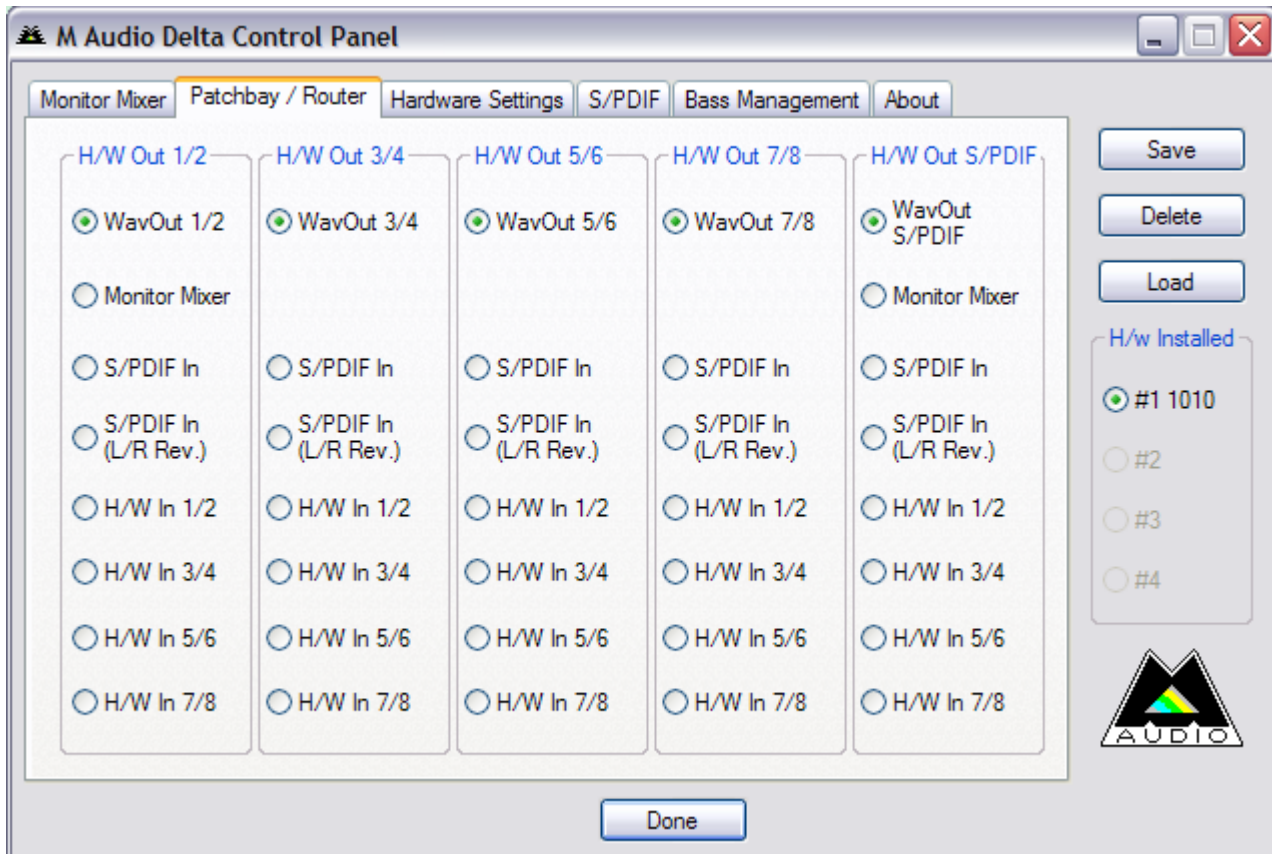 M Audio Delta Control Panel
Monitor Mixer
Patchbay / Router
Hardware Settings
S/PDIF
Bass Management
About
H/W Out 1/2
WavOut 1/2
Monitor Mixer
S/PDIF In
S/PDIF In
(L/R Rev.)
H/W In 1/2
H/W In 3/4
H/W In 5/6
H/W In 7/8
H/W Out 3/4
WavOut 3/4
S/PDIF In
S/PDIF In
(L/R Rev.)
H/W In 1/2
H/W In 3/4
H/W In 5/6
H/W In 7/8
H/W Out 5/6
WavOut 5/6
S/PDIF In
S/PDIF In
(L/R Rev.)
H/W In 1/2
H/W In 3/4
H/W In 5/6
H/W In 7/8
H/W Out 7/8
WavOut 7/8
S/PDIF In
S/PDIF In
(L/R Rev.)
H/W In 1/2
H/W In 3/4
H/W In 5/6
H/W In 7/8
H/W Out S/PDIF
WavOut
S/PDIF
Monitor Mixer
S/PDIF In
S/PDIF In
(L/R Rev.)
H/W In 1/2
H/W In 3/4
H/W In 5/6
H/W In 7/8
Save
Delete
Load
H/w Installed
#1 1010
#2
#3
#4
M
AUDIO
Done